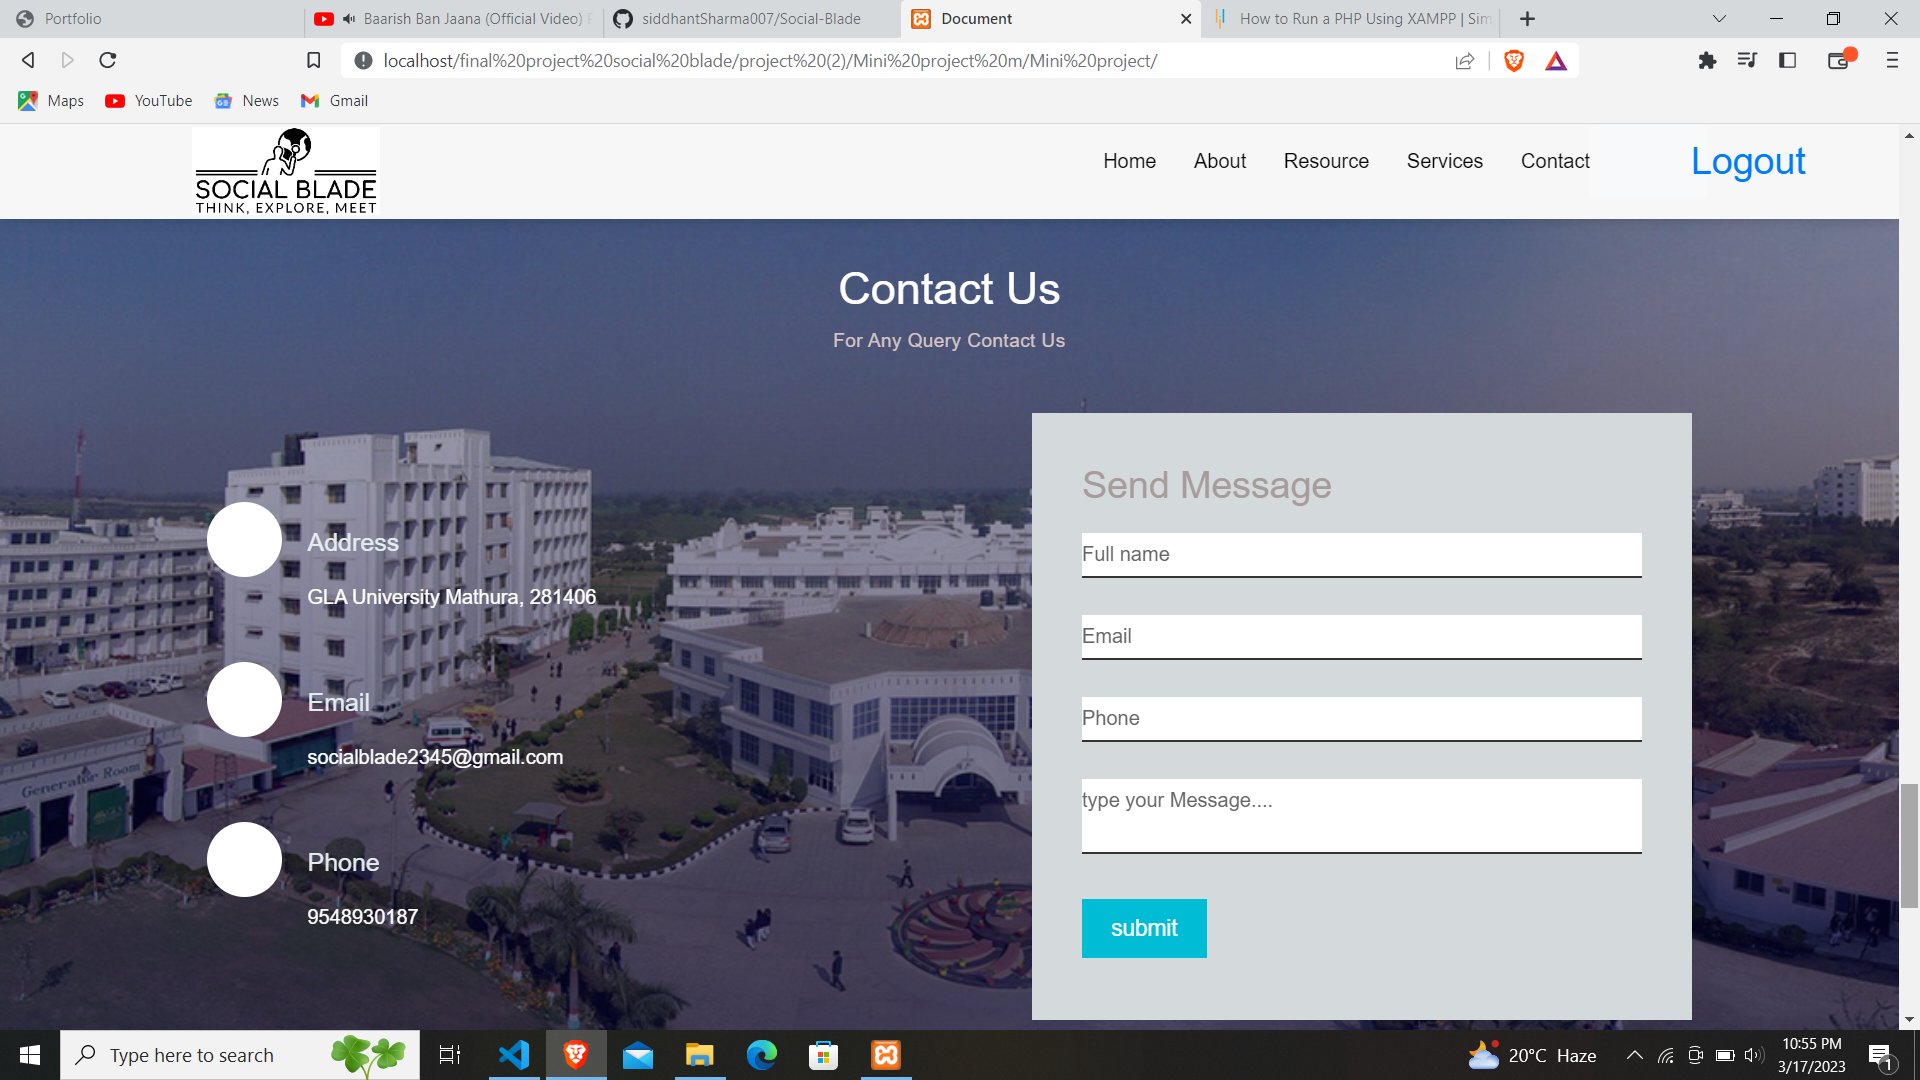 Portfolio
Baarish Ban Jaana (Official Video)
siddhantSharma007/Social-Blade
Document
How to Run a PHP Using XAMPP | Sim
localhost/final%20project%20social%20blade/project%20(2)/Mini%20project%20m/Mini%20project/
Maps
YouTube
News
Gmail
SOCIAL BLADE
THINK, EXPLORE, MEET
Home
About
Resource
Services
Contact
Logout
Contact Us
For Any Query Contact Us
Address
GLA University Mathura, 281406
Email
socialblade2345@gmail.com
Phone
9548930187
Generator Room
Send Message
Full name
Email
Phone
type your Message....
submit
Type here to search
20°C Haze
10:55 PM
3/17/2023
1